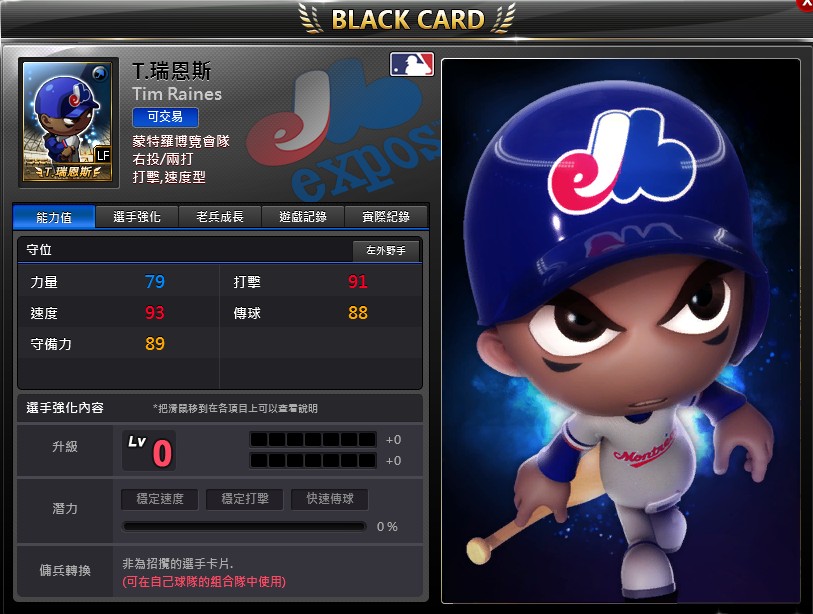 BLACK CARD
X
T.瑞恩斯
Tim Raines
可交易
蒙特羅博覽會隊
右投/兩打
打擊,速度型
LF
T.瑞恩斯
expos
能力值
選手強化
老兵成長
遊戲記錄
實際紀錄
守位
左外野手
力量 79 打擊 91
速度 93 傳球 88
守備力 89
選手強化內容 *把滑鼠移到在各項目上可以查看說明
升級
Lv 0
+0
+0
潛力
穩定速度
穩定打擊
快速傳球
0 %
傭兵轉換
非為招攬的選手卡片.
(可在自己球隊的組合隊中使用)
Montreal